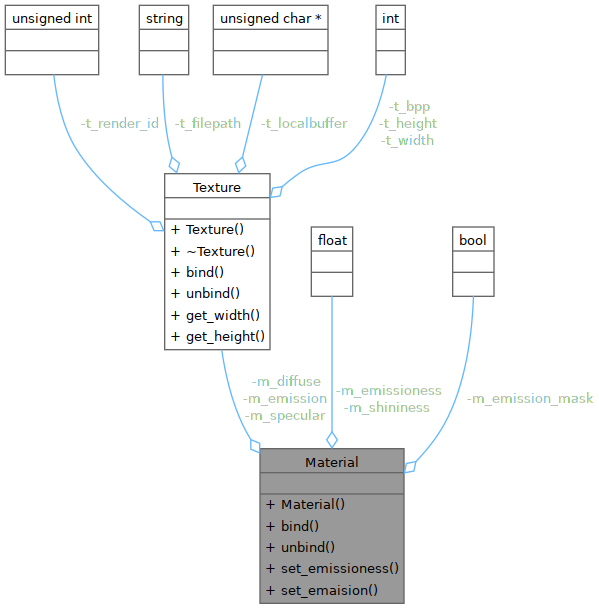 unsigned int
string
unsigned char *
int
-t_render_id
-t_filepath
-t_localbuffer
-t_bpp
-t_height
-t_width
Texture
+ Texture()
+ ~Texture()
+ bind()
+ unbind()
+ get_width()
+ get_height()
float
bool
-m_diffuse
-m_emission
-m_specular
-m_emissioness
-m_shininess
-m_emission_mask
Material
+ Material()
+ bind()
+ unbind()
+ set_emissioness()
+ set_emaision()